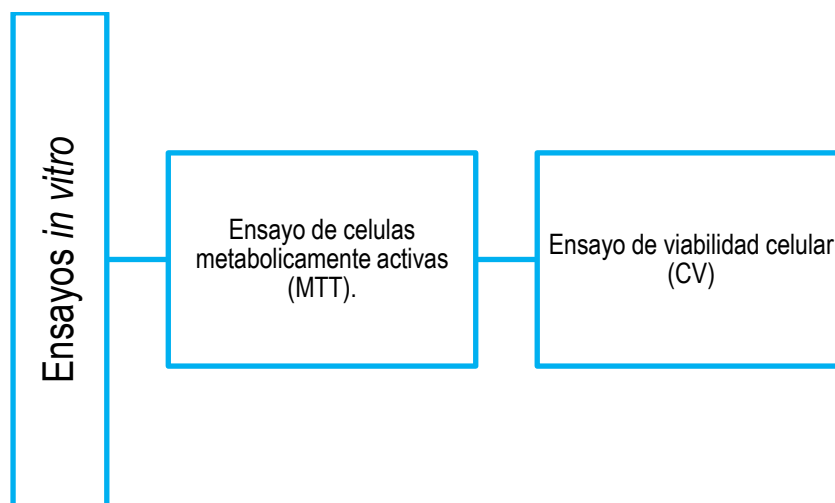 Ensayos in vitro
Ensayo de celulas
metabolicamente activas
(MTT).
Ensayo de viabilidad celular
(CV)